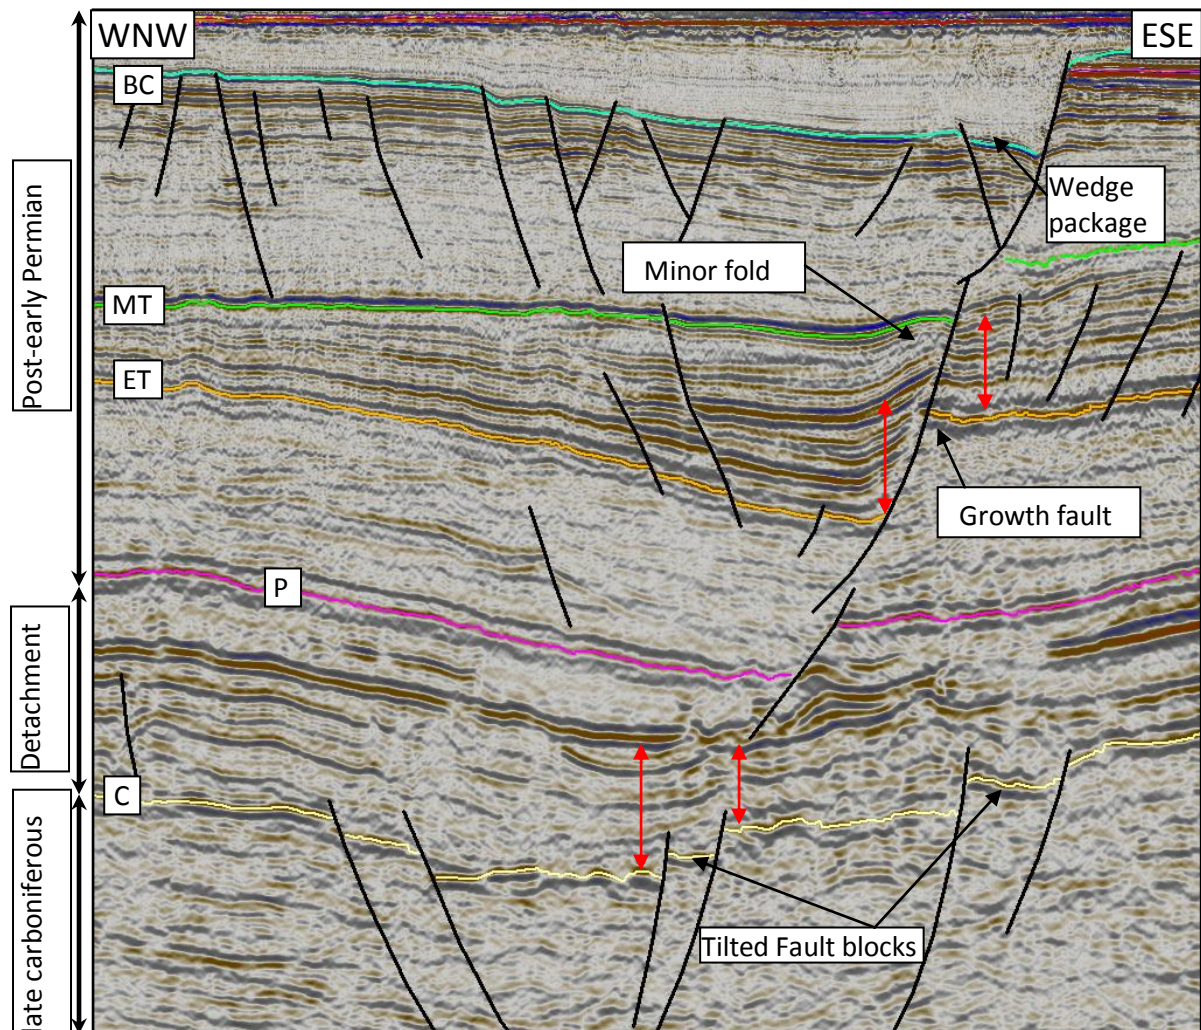 WNW
ESE
BC
Wedge
package
Minor fold
MT
ET
Growth fault
P
C
Tilted Fault blocks
Post-early Permian
Detachment
late carboniferous